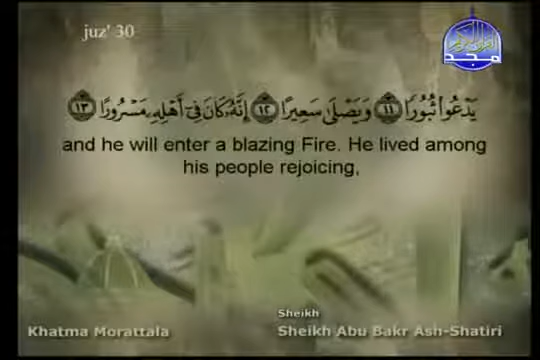 juz' 30
مجد
يَدْعُوا۟ ثُبُورًا ١١ وَيَصْلَىٰ سَعِيرًا ١٢ إِنَّهُۥ كَانَ فِىٓ أَهْلِهِۦ مَسْرُورًا ١٣
and he will enter a blazing Fire. He lived among
his people rejoicing,
Sheikh
Khatma Morattala
Sheikh Abu Bakr Ash-Shatiri